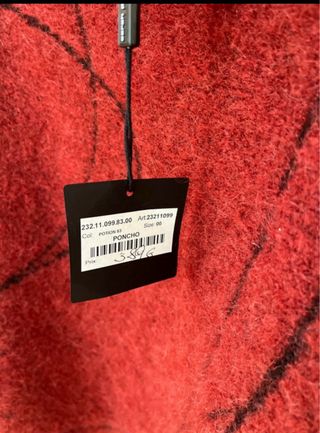 232.11.099.83.00 Art:23211099
Col: POTION 83 Size: 00
PONCHO
Prix: